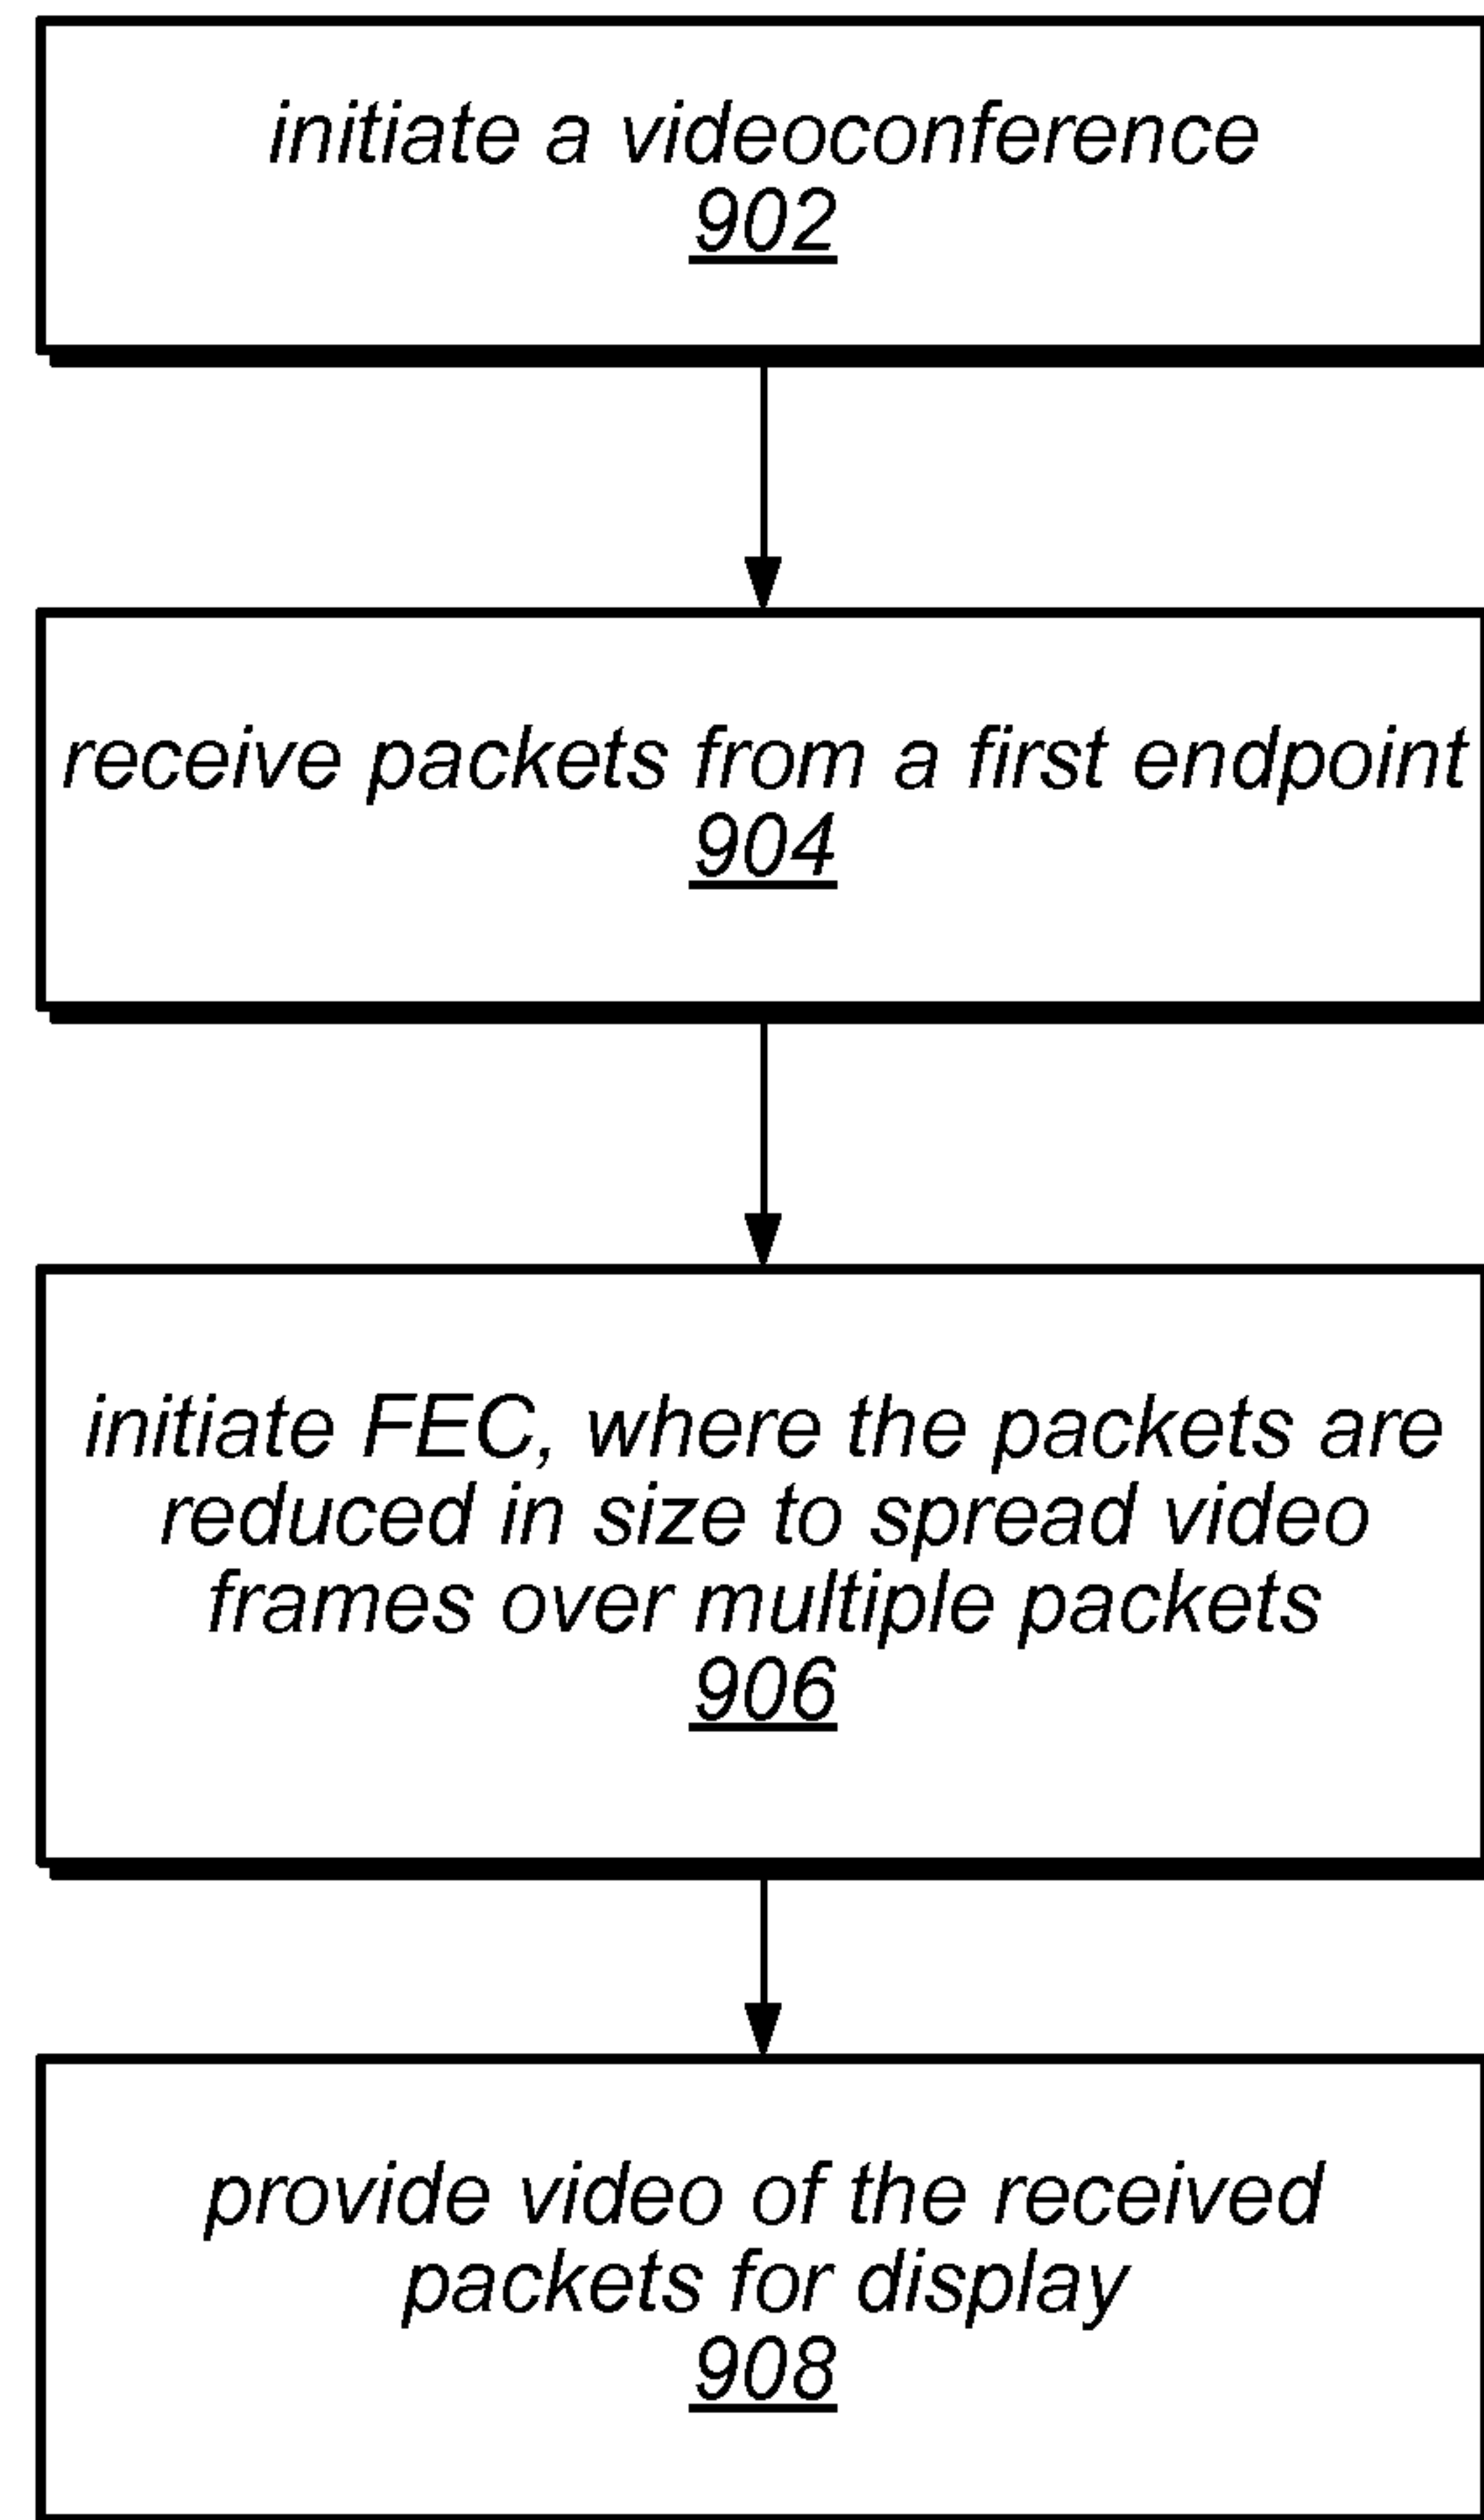 initiate a videoconference
902
receive packets from a first endpoint
904
initiate FEC, where the packets are
reduced in size to spread video
frames over multiple packets
906
provide video of the received
packets for display
908